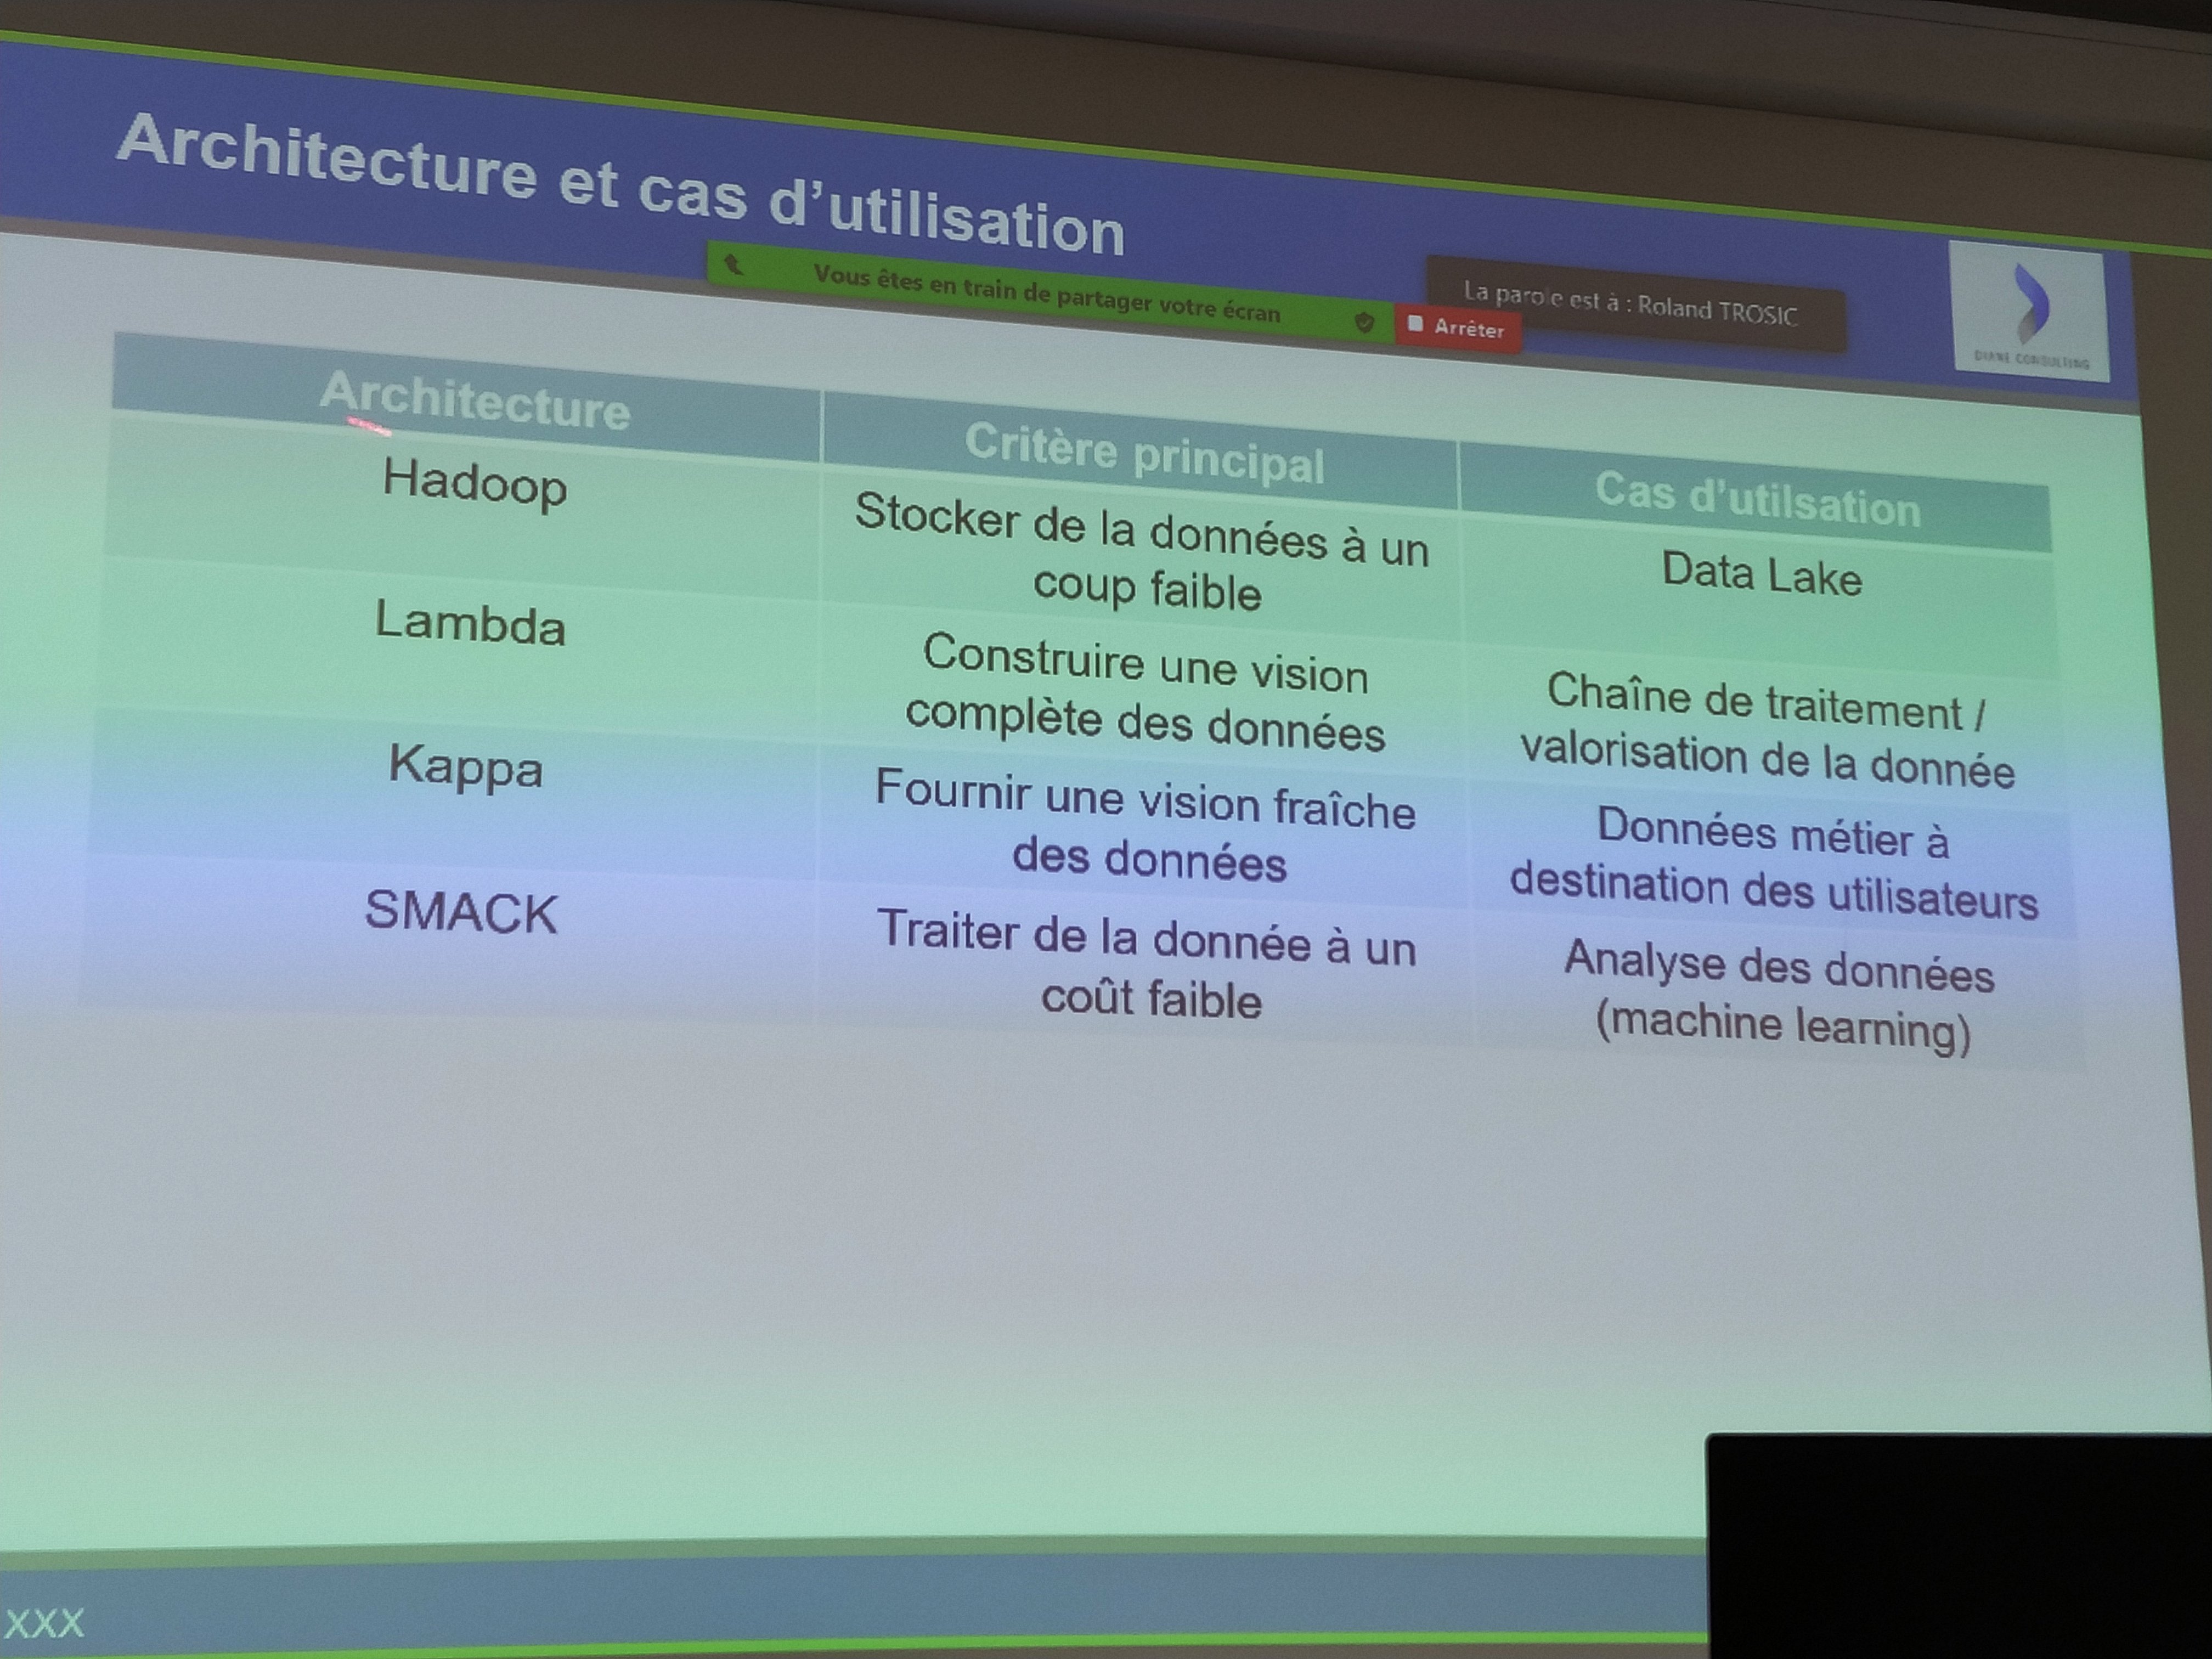 Architecture et cas d'utilisation
Vous êtes en train de partager votre écran
Arrêter
La parole est à : Roland TROSIC
DIANE CONSULTING
Architecture
Critère principal
Cas d'utilsation
Hadoop
Stocker de la données à un
coup faible
Data Lake
Lambda
Construire une vision
complète des données
Chaîne de traitement /
valorisation de la donnée
Kappa
Fournir une vision fraîche
des données
Données métier à
destination des utilisateurs
SMACK
Traiter de la donnée à un
coût faible
Analyse des données
(machine learning)
xxx